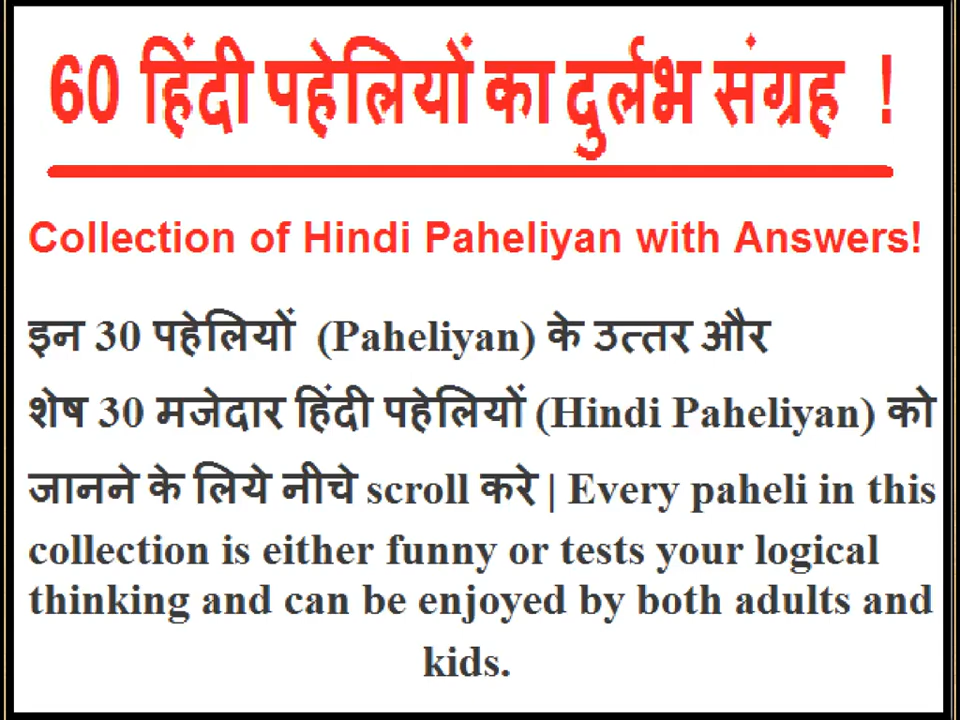 60 हिंदी पहेलियों का दुर्लभ संग्रह !
Collection of Hindi Paheliyan with Answers!
इन 30 पहेलियों (Paheliyan) के उत्तर और
शेष 30 मजेदार हिंदी पहेलियों (Hindi Paheliyan) को
जानने के लिये नीचे scroll करे | Every paheli in this
collection is either funny or tests your logical
thinking and can be enjoyed by both adults and
kids.